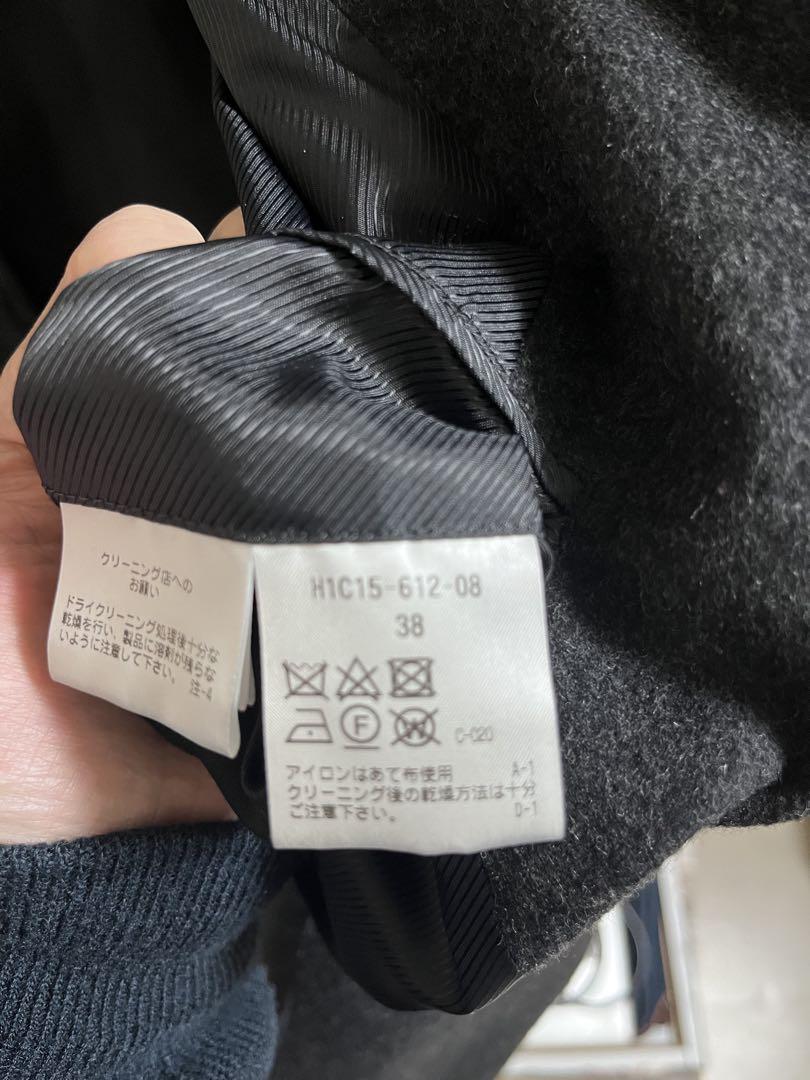 クリーニング店への
お願い
ドライクリーニング処理後十分な
乾燥を行い、製品に溶剤が残らな
いように注意して下さい。
H1C15-612-08
38
F W C-020
アイロンはあて布使用 A-1
クリーニング後の乾燥方法は十分
ご注意下さい。 D-1